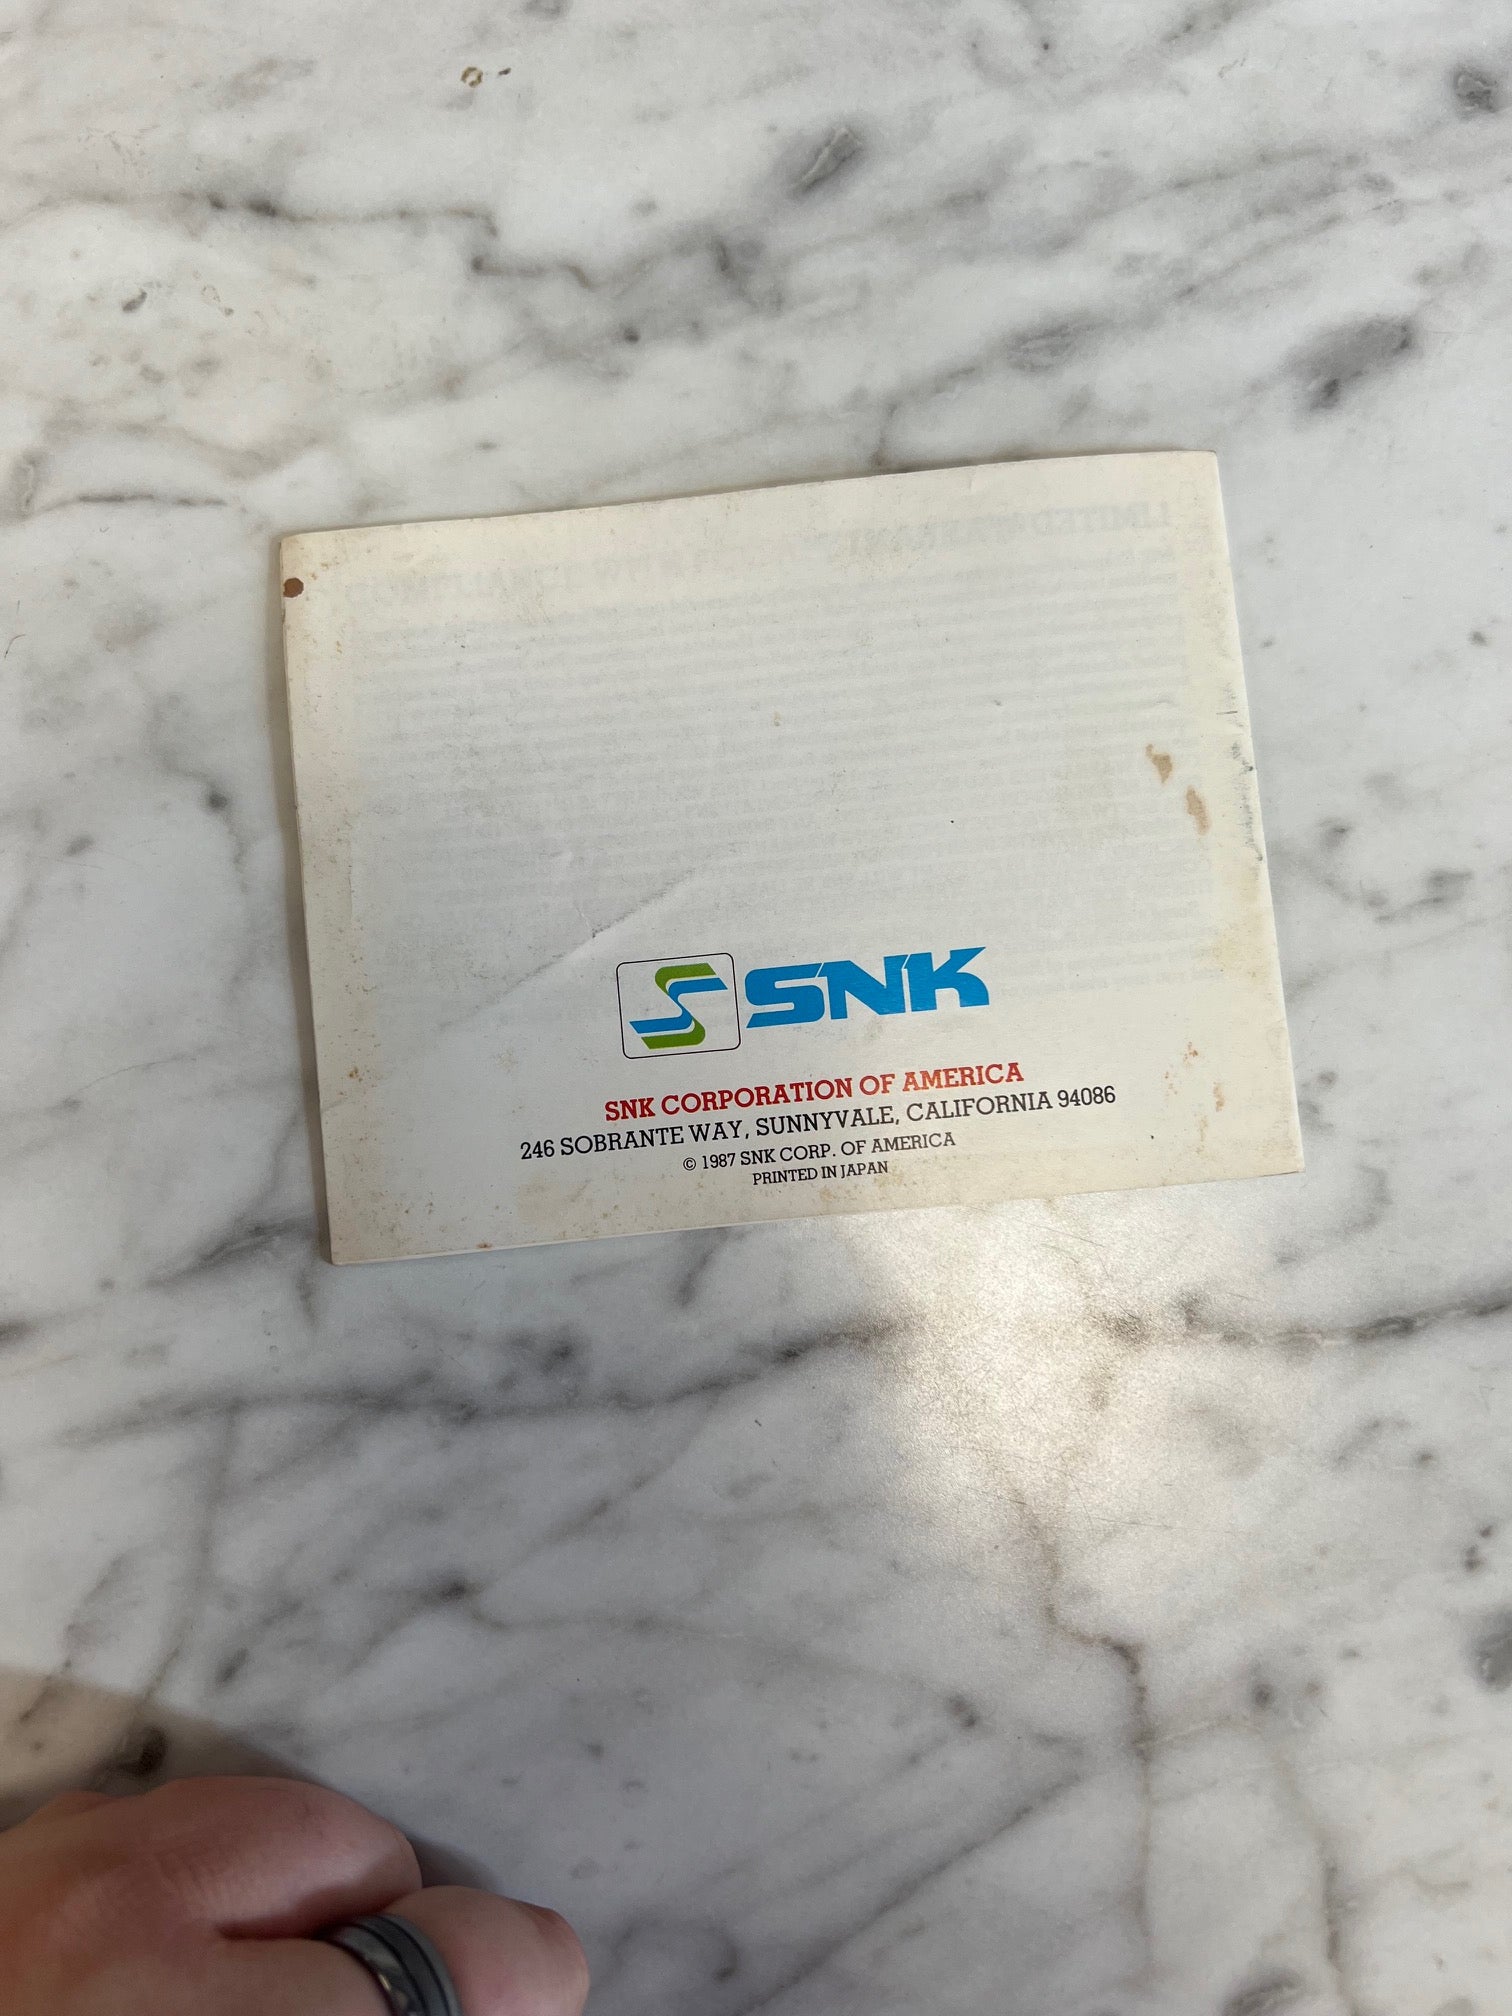 SNK
SNK CORPORATION OF AMERICA
246 SOBRANTE WAY, SUNNYVALE, CALIFORNIA 94086
© 1987 SNK CORP. OF AMERICA
PRINTED IN JAPAN